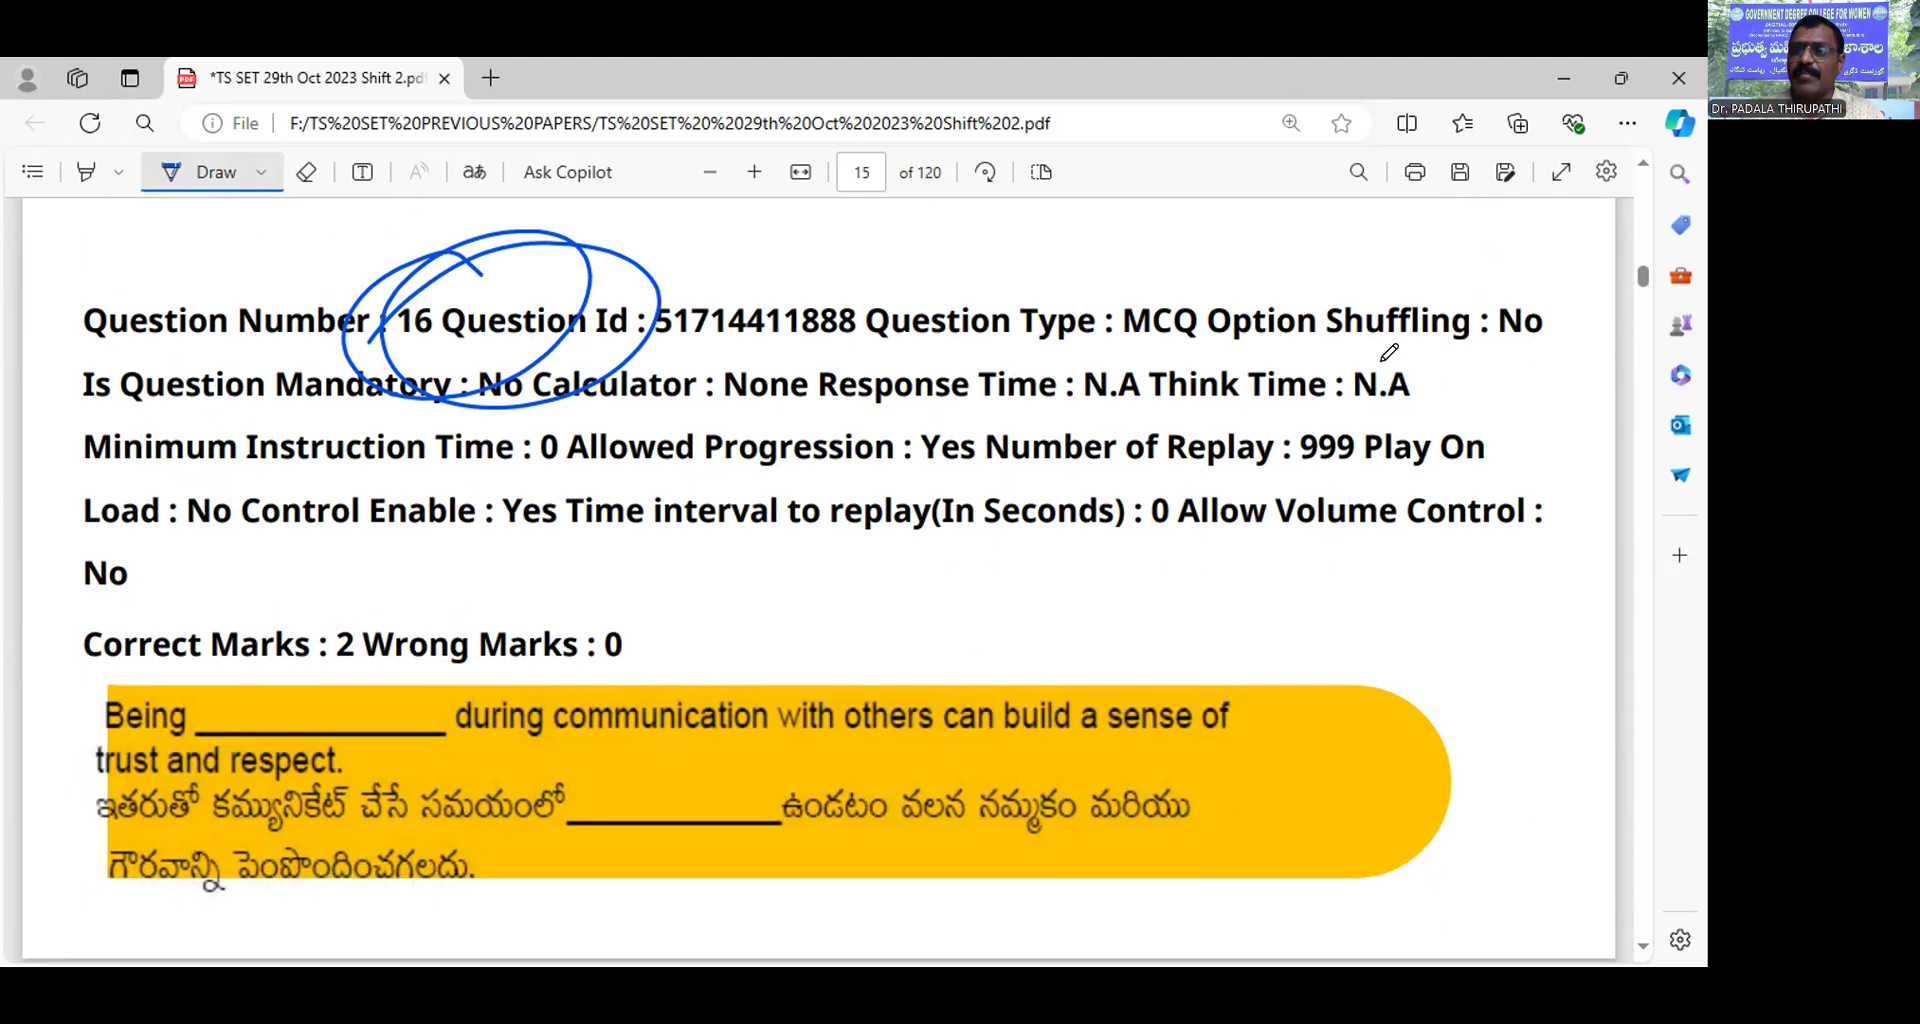 GOVERNMENT DEGREE COLLEGE FOR WOMEN
Dr. PADALA THIRUPATHI
*TS SET 29th Oct 2023 Shift 2.pd
File
F:/TS%20SET%20PREVIOUS%20PAPERS/TS%20SET%20%2029th%20Oct%202023%20Shift%202.pdf
Draw
Ask Copilot
15 of 120
Question Number : 16 Question Id : 51714411888 Question Type : MCQ Option Shuffling : No
Is Question Mandatory : No Calculator : None Response Time : N.A Think Time : N.A
Minimum Instruction Time : 0 Allowed Progression : Yes Number of Replay : 999 Play On
Load : No Control Enable : Yes Time interval to replay(In Seconds) : 0 Allow Volume Control :
No
Correct Marks : 2 Wrong Marks : 0
Being ______________ during communication with others can build a sense of
trust and respect.
ఇతరుతో కమ్యునికేట్ చేసే సమయంలో____________ఉండటం వలన నమ్మకం మరియు
గౌరవాన్ని పెంపొందించగలదు.